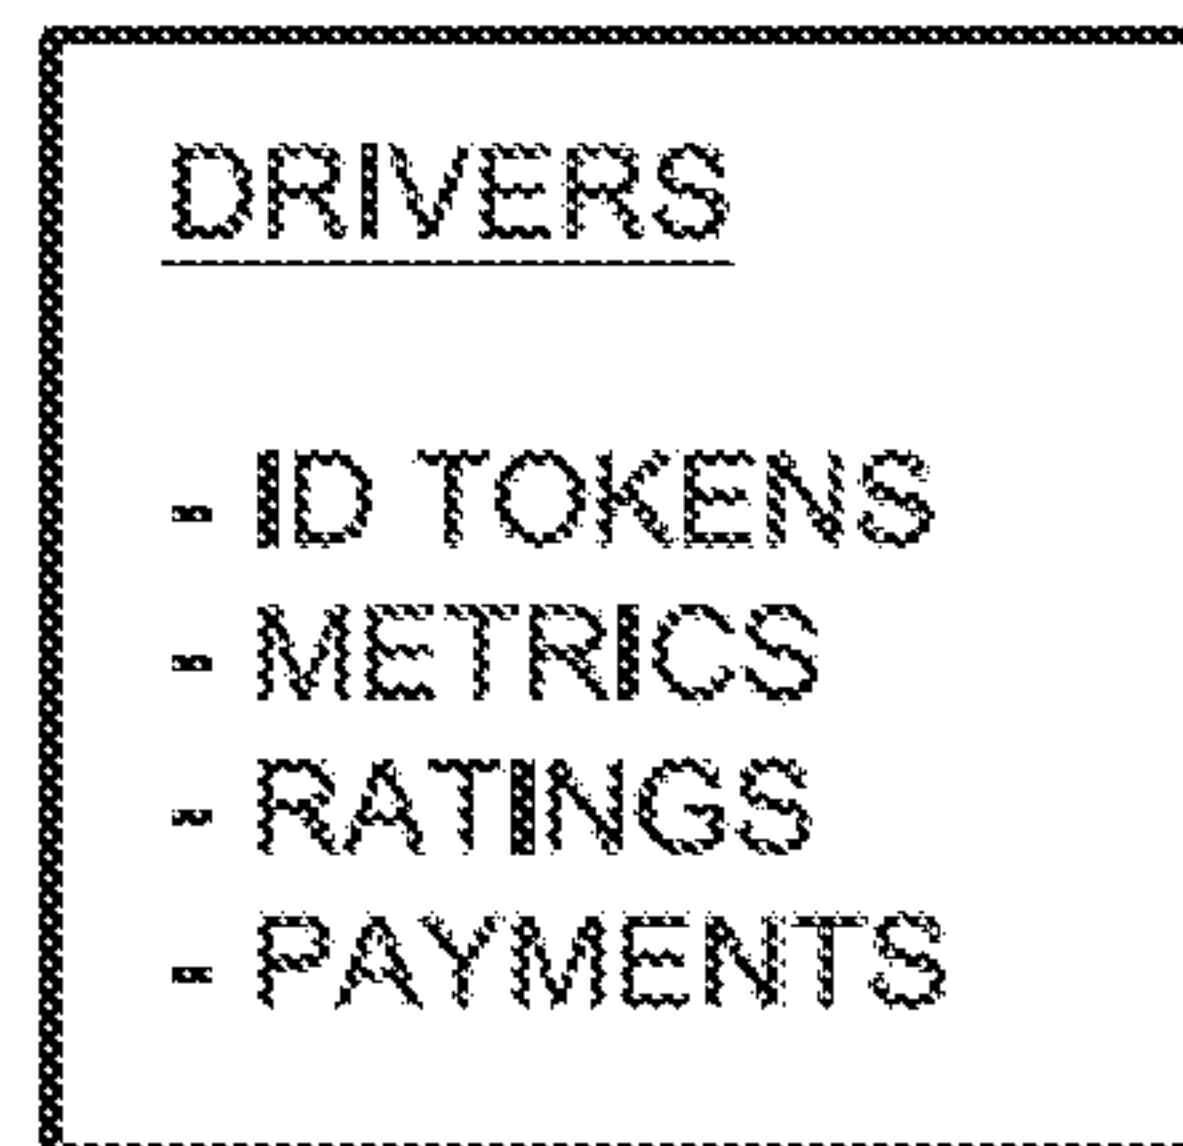 DRIVERS
- ID TOKENS
- METRICS
- RATINGS
- PAYMENTS